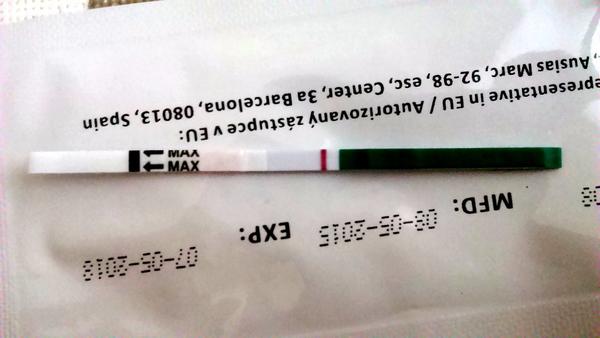 MFD: 08-05-2015 EXP: 07-05-2018
MAX
MAX
in EU / Autorizovaný zástupce v EU:
Ausias Marc, 92-98, esc, Center, 3a Barcelona, 08013, Spain